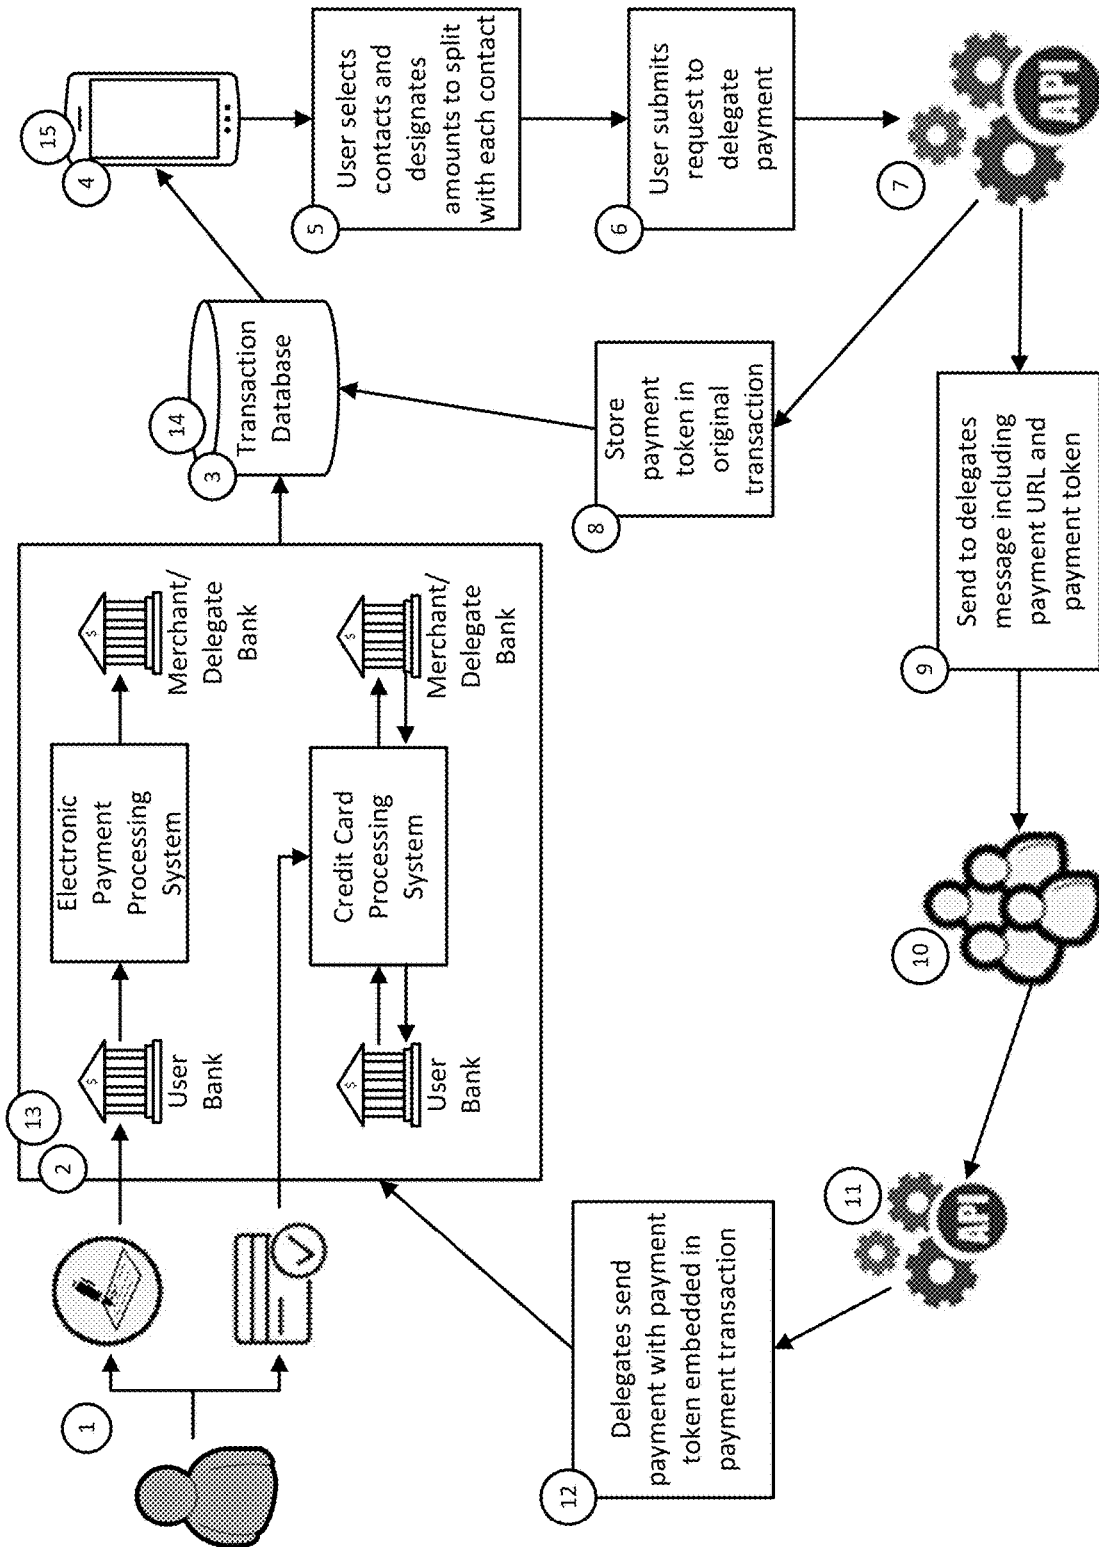 1
2
13
User
Bank
Electronic
Payment
Processing
System
Merchant/
Delegate
Bank
User
Bank
Credit Card
Processing
System
Merchant/
Delegate
Bank
$
$
$
$
3
14
Transaction
Database
4
15
5
User selects
contacts and
designates
amounts to split
with each contact
6
User submits
request to
delegate
payment
7
API
8
Store
payment
token in
original
transaction
9
Send to delegates
message including
payment URL and
payment token
10
11
API
12
Delegates send
payment with payment
token embedded in
payment transaction